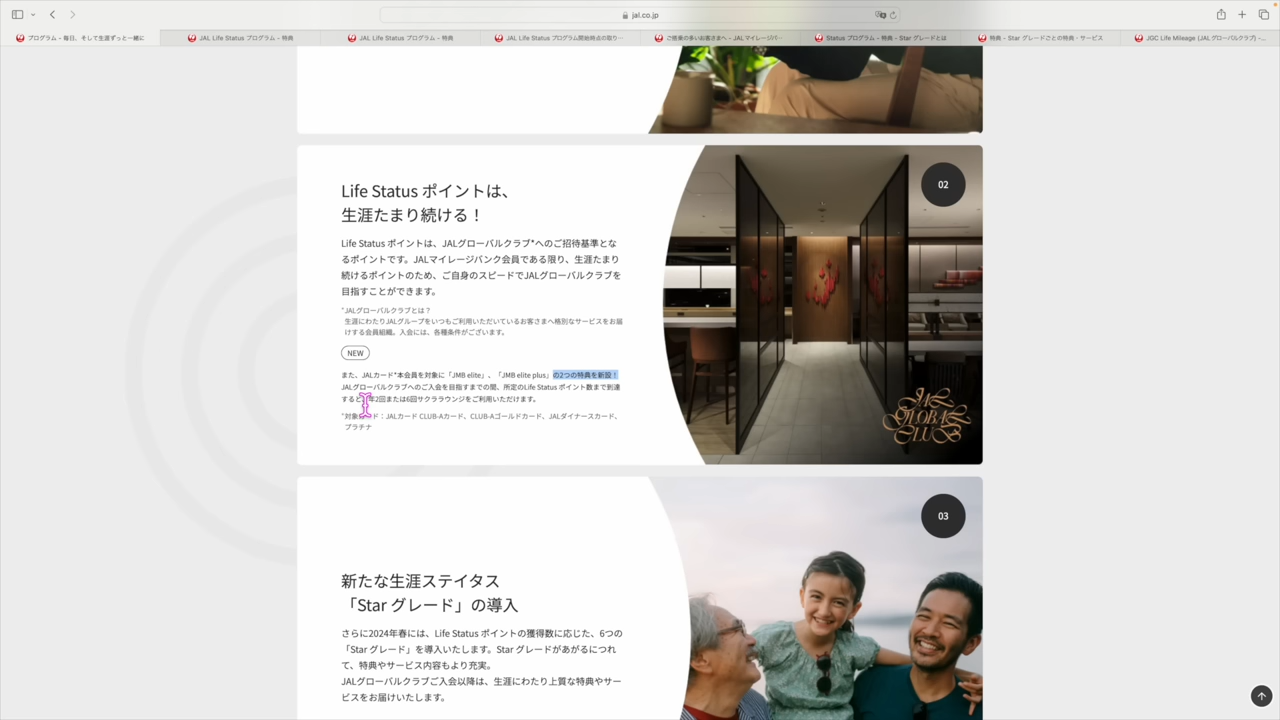 jal.co.jp
プログラム - 毎日、そして生涯ずっと一緒に
JAL Life Status プログラム - 特典
JAL Life Status プログラム - 特典
JAL Life Status プログラム開始時点の取り…
ご搭乗の多いお客さまへ - JALマイレージバ…
Status プログラム - 特典 - Star グレードとは
特典 - Star グレードごとの特典・サービス
JGC Life Mileage (JALグローバルクラブ) -…
02
Life Status ポイントは、
生涯たまり続ける！
Life Status ポイントは、JALグローバルクラブ*へのご招待基準とな
るポイントです。JALマイレージバンク会員である限り、生涯たまり
続けるポイントのため、ご自身のスピードでJALグローバルクラブを
目指すことができます。
*JALグローバルクラブとは？
生涯にわたりJALグループをいつもご利用いただいているお客さまへ格別なサービスをお届
けする会員組織。入会には、各種条件がございます。
NEW
また、JALカード*本会員を対象に「JMB elite」、「JMB elite plus」の2つの特典を新設！
JALグローバルクラブへのご入会を目指すまでの間、所定のLife Status ポイント数まで到達
すると年2回または6回サクララウンジをご利用いただけます。
*対象カード：JALカード CLUB-Aカード、CLUB-Aゴールドカード、JALダイナースカード、
プラチナ
JAL
GLOBAL
CLUB
03
新たな生涯ステイタス
「Star グレード」の導入
さらに2024年春には、Life Status ポイントの獲得数に応じた、6つの
「Star グレード」を導入いたします。Star グレードがあがるにつれ
て、特典やサービス内容もより充実。
JALグローバルクラブご入会以降は、生涯にわたり上質な特典やサー
ビスをお届けいたします。